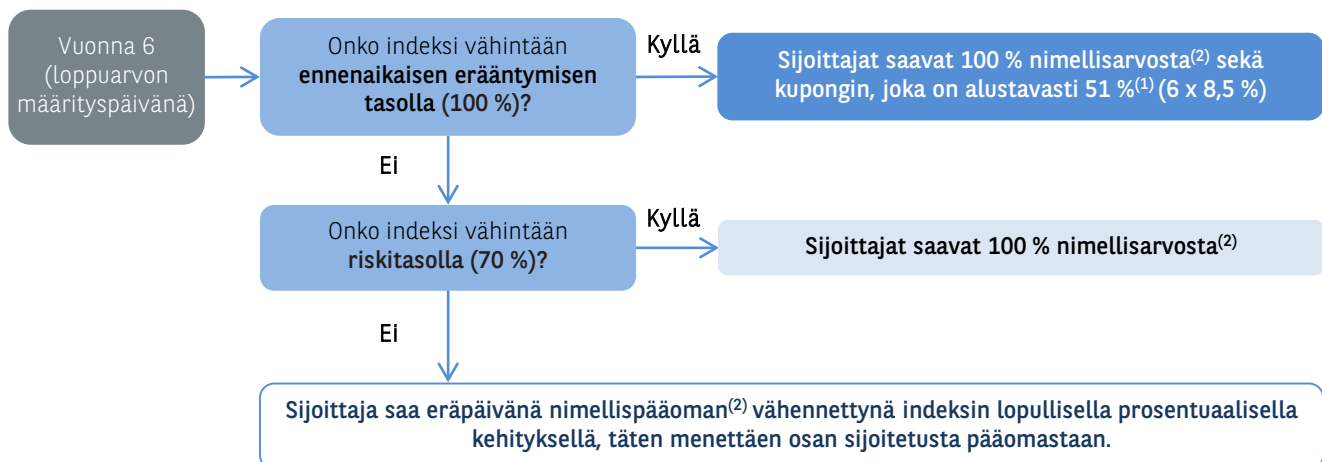 Vuonna 6
(loppuarvon
määrityspäivänä)
Onko indeksi vähintään
ennenaikaisen erääntymisen
tasolla (100 %)?
Kyllä
Sijoittajat saavat 100 % nimellisarvosta(2) sekä
kupongin, joka on alustavasti 51 %(1) (6 x 8,5 %)
Ei
Onko indeksi vähintään
riskitasolla (70 %)?
Kyllä
Sijoittajat saavat 100 % nimellisarvosta(2)
Ei
Sijoittaja saa eräpäivänä nimellispääoman(2) vähennettynä indeksin lopullisella prosentuaalisella
kehityksellä, täten menettäen osan sijoitetusta pääomastaan.